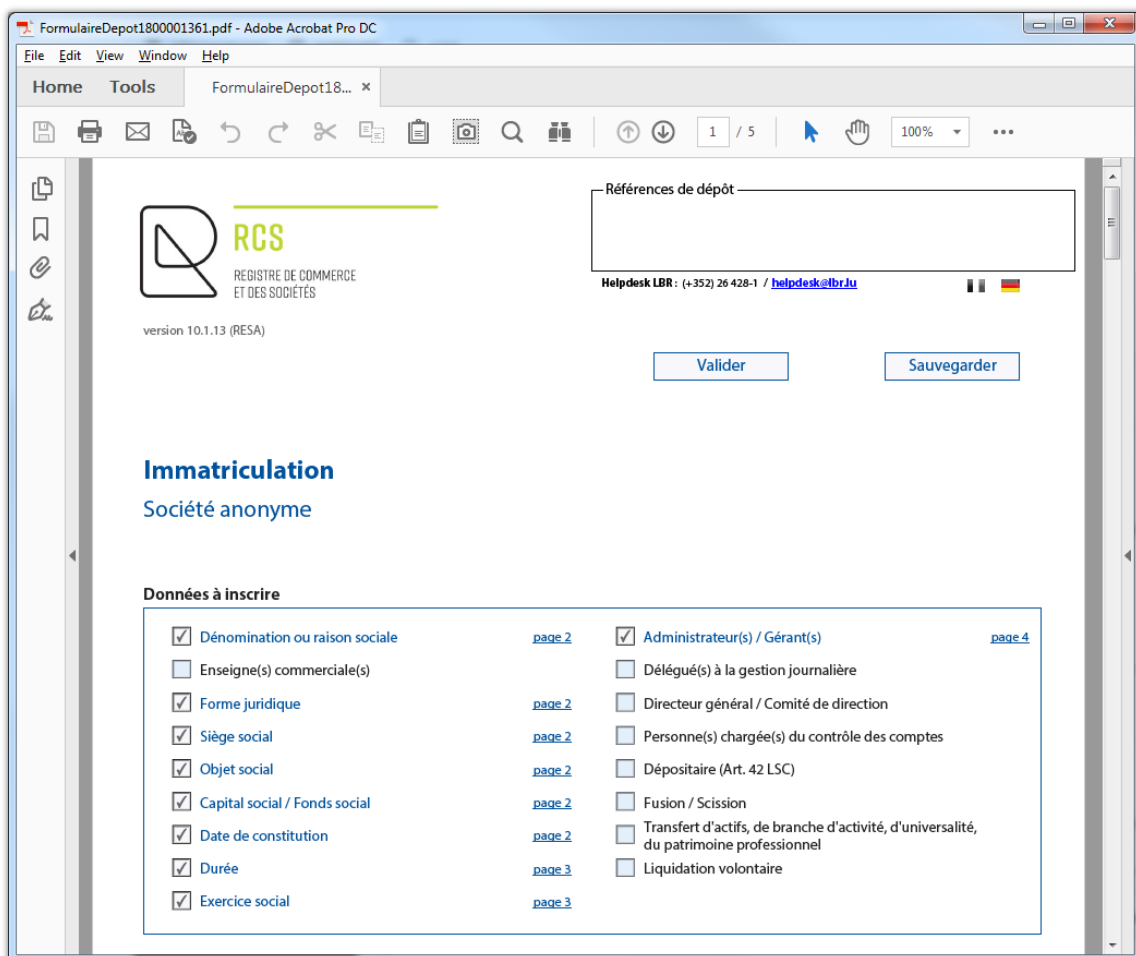 FormulaireDepot1800001361.pdf - Adobe Acrobat Pro DC
File Edit View Window Help
Home Tools FormulaireDepot18... ×
1 / 5 100%
Références de dépôt
RCS
REGISTRE DE COMMERCE
ET DES SOCIÉTÉS
Helpdesk LBR : (+352) 26 428-1 / helpdesk@lbr.lu
version 10.1.13 (RESA)
Valider Sauvegarder
Immatriculation
Société anonyme
Données à inscrire
Dénomination ou raison sociale page 2
Enseigne(s) commerciale(s)
Forme juridique page 2
Siège social page 2
Objet social page 2
Capital social / Fonds social page 2
Date de constitution page 2
Durée page 3
Exercice social page 3
Administrateur(s) / Gérant(s) page 4
Délégué(s) à la gestion journalière
Directeur général / Comité de direction
Personne(s) chargée(s) du contrôle des comptes
Dépositaire (Art. 42 LSC)
Fusion / Scission
Transfert d'actifs, de branche d'activité, d'universalité,
du patrimoine professionnel
Liquidation volontaire